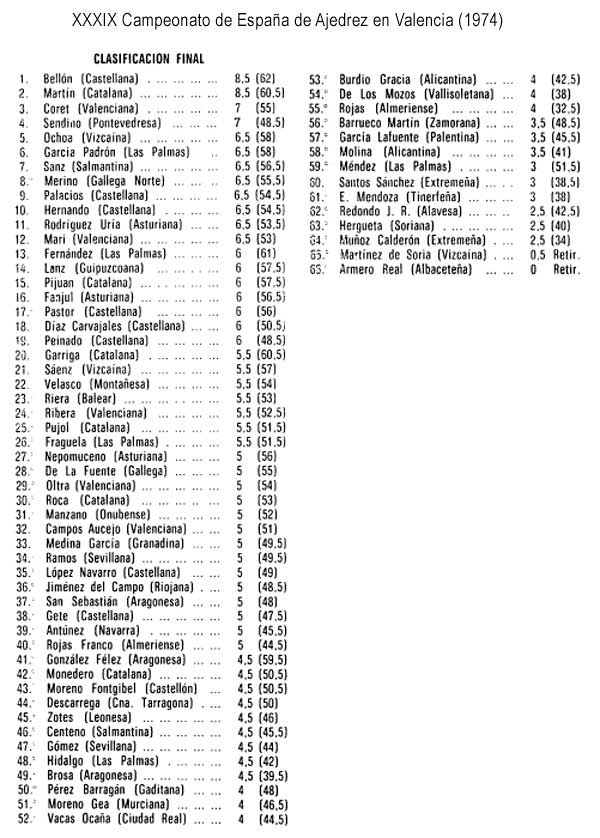 XXXIX Campeonato de España de Ajedrez en Valencia (1974)
CLASIFICACION FINAL
1. Bellón (Castellana) . ... ... ... ... 8,5 (62)
2. Martín (Catalana) ... ... ... ... ... 8,5 (60,5)
3. Coret (Valenciana) . ... ... ... ... 7 (55)
4. Sendino (Pontevedresa) ... ... ... 7 (48,5)
5. Ochoa (Vizcaína) ... ... ... ... ... 6,5 (58)
6. García Padrón (Las Palmas) .. 6,5 (58)
7. Sanz (Salmantina) ... ... ... ... ... 6,5 (56,5)
8. Merino (Gallega Norte) ... ... .. 6,5 (55,5)
9. Palacios (Castellana) ... ... ... ... 6,5 (54,5)
10. Hernando (Castellana) . ... ... ... 6,5 (54,5)
11. Rodríguez Uría (Asturiana) ... ... 6,5 (53,5)
12. Mari (Valenciana) ... ... ... ... ... 6,5 (53)
13. Fernández (Las Palmas) ... ... ... 6 (61)
14. Lanz (Guipuzcoana) ... ... ... ... 6 (57,5)
15. Pijuan (Catalana) ... ... ... ... ... 6 (57,5)
16. Fanjul (Asturiana) ... ... ... ... ... 6 (56,5)
17. Pastor (Castellana) ... ... ... ... 6 (56)
18. Díaz Carvajales (Castellana) ... ... 6 (50,5)
19. Peinado (Castellana) ... ... ... ... 6 (48,5)
20. Garriga (Catalana) . ... ... ... ... 5,5 (60,5)
21. Sáenz (Vizcaína) ... ... ... ... ... 5,5 (57)
22. Velasco (Montañesa) ... ... ... ... 5,5 (54)
23. Riera (Balear) ... ... ... ... ... ... 5,5 (53)
24. Ribera (Valenciana) ... ... ... ... 5,5 (52,5)
25. Pujol (Catalana) ... ... ... ... ... 5,5 (51,5)
26. Fraguela (Las Palmas) . ... ... ... 5,5 (51,5)
27. Nepomuceno (Asturiana) ... ... ... 5 (56)
28. De La Fuente (Gallega) ... ... ... 5 (55)
29. Oltra (Valenciana) ... ... ... ... ... 5 (54)
30. Roca (Catalana) ... ... .. ... ... 5 (53)
31. Manzano (Onubense) ... ... ... ... 5 (52)
32. Campos Aucejo (Valenciana) ... ... 5 (51)
33. Medina García (Granadina) ... ... 5 (49,5)
34. Ramos (Sevillana) ... ... ... ... ... 5 (49,5)
35. López Navarro (Castellana) ... ... 5 (49)
36.º Jiménez del Campo (Riojana) . ... 5 (48,5)
37. San Sebastián (Aragonesa) ... ... 5 (48)
38. Gete (Castellana) ... ... ... ... ... 5 (47,5)
39. Antúnez (Navarra) . ... ... ... ... 5 (45,5)
40. Rojas Franco (Almeriense) ... ... 5 (44,5)
41. González Félez (Aragonesa) ... ... 4,5 (59,5)
42. Monedero (Catalana) ... ... ... ... 4,5 (50,5)
43. Moreno Fontgibel (Castellón) ... 4,5 (50,5)
44. Descarrega (Cna. Tarragona) . ... 4,5 (50)
45. Zotes (Leonesa) ... ... ... ... ... 4,5 (46)
46. Centeno (Salmantina) ... ... ... ... 4,5 (45,5)
47. Gómez (Sevillana) ... ... ... ... ... 4,5 (44)
48. Hidalgo (Las Palmas) . ... ... ... 4,5 (42)
49. Brosa (Aragonesa) ... ... ... ... ... 4,5 (39,5)
50.º Pérez Barragán (Gaditana) ... ... 4 (48)
51. Moreno Gea (Murciana) ... ... ... 4 (46,5)
52. Vacas Ocaña (Ciudad Real) ... ... 4 (44,5)
53. Burdio Gracia (Alicantina) ... ... 4 (42,5)
54.º De Los Mozos (Vallisoletana) ... 4 (38)
55.º Rojas (Almeriense) ... ... ... ... 4 (32,5)
56.º Barrueco Martín (Zamorana) ... ... 3,5 (48,5)
57.º García Lafuente (Palentina) ... ... 3,5 (45,5)
58.º Molina (Alicantina) ... ... ... ... 3,5 (41)
59.º Méndez (Las Palmas) . ... ... ... 3 (51,5)
60. Santos Sánchez (Extremeña) ... . . 3 (38,5)
61. E. Mendoza (Tinerfeña) ... ... ... 3 (38)
62. Redondo J. R. (Alavesa) ... ... .. 2,5 (42,5)
63. Hergueta (Soriana) . ... ... ... ... 2,5 (40)
64. Muñoz Calderón (Extremeña) . ... 2,5 (34)
65. Martínez de Soria (Vizcaína) . ... 0,5 Retir.
66. Armero Real (Albaceteña) ... ... 0 Retir.